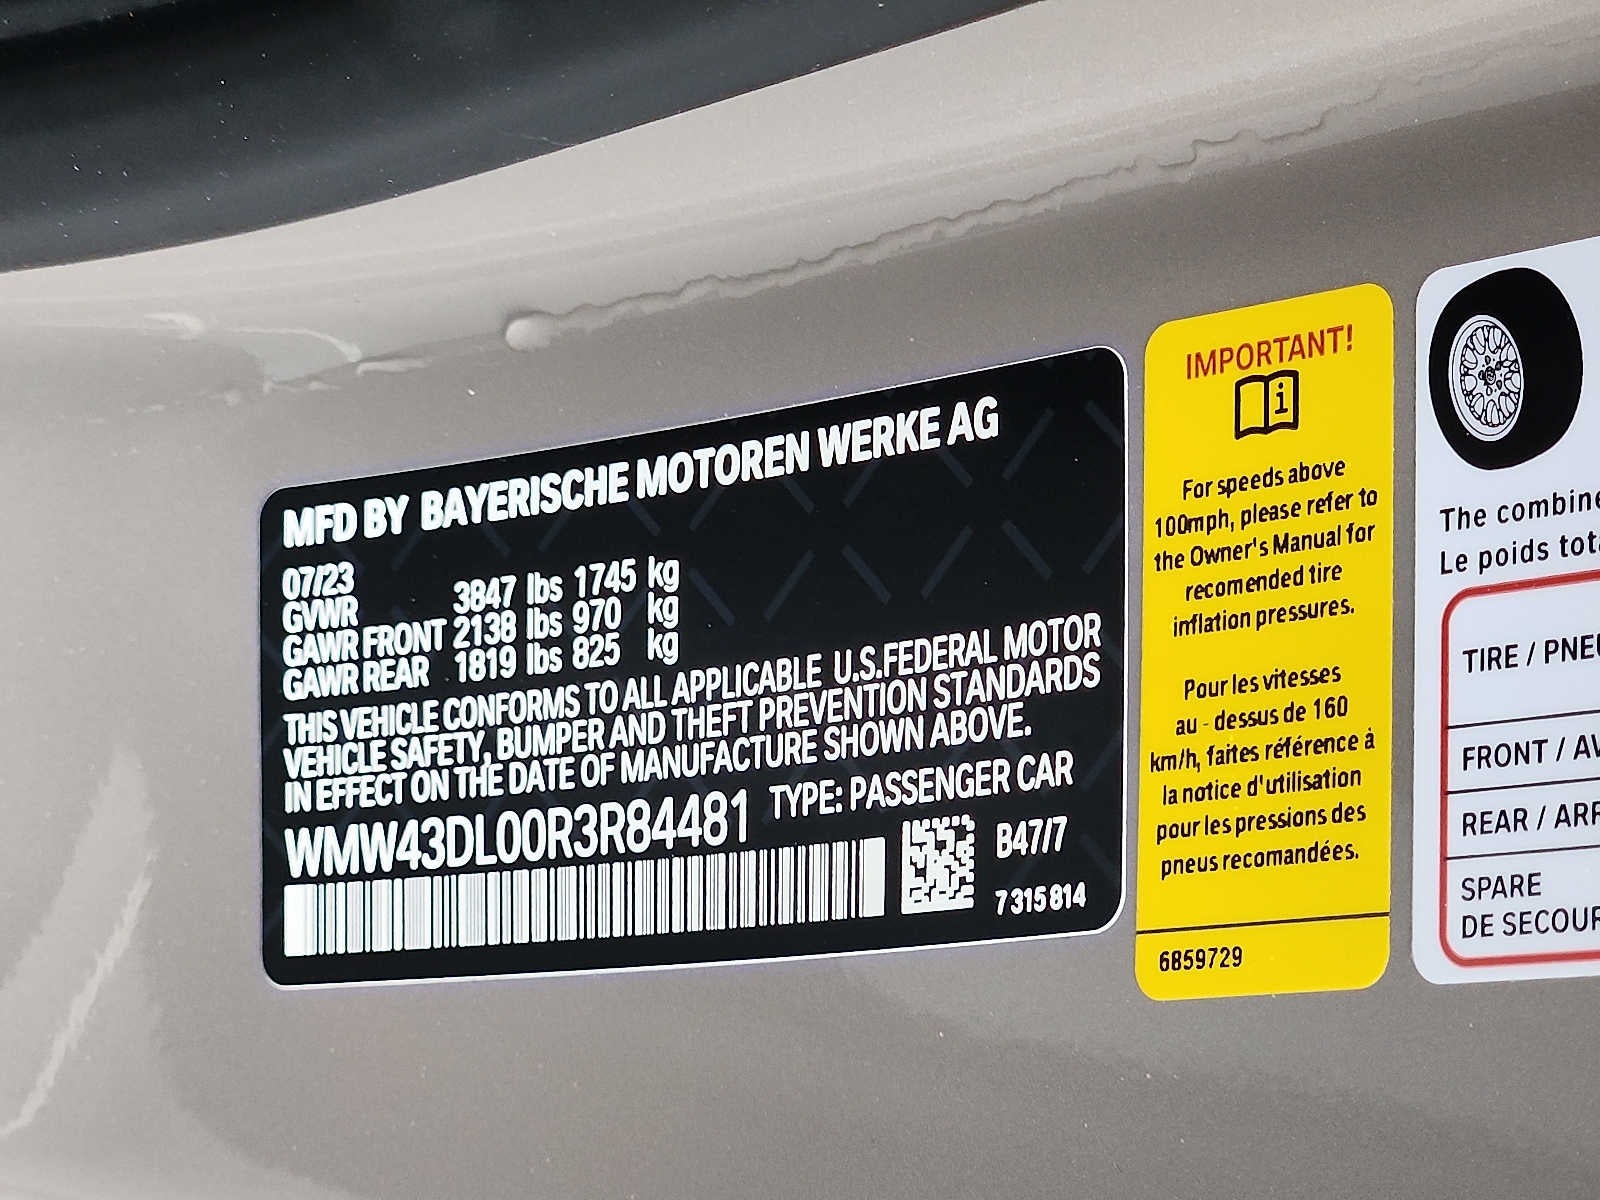 MFD BY BAYERISCHE MOTOREN WERKE AG
07/23
GVWR 3847 lbs 1745 kg
GAWR FRONT 2138 lbs 970 kg
GAWR REAR 1819 lbs 825 kg
THIS VEHICLE CONFORMS TO ALL APPLICABLE U.S.FEDERAL MOTOR
VEHICLE SAFETY, BUMPER AND THEFT PREVENTION STANDARDS
IN EFFECT ON THE DATE OF MANUFACTURE SHOWN ABOVE.
WMW43DL00R3R84481 TYPE: PASSENGER CAR
B47/7
7 315 814
IMPORTANT!
i
For speeds above
100mph, please refer to
the Owner's Manual for
recomended tire
inflation pressures.
Pour les vitesses
au - dessus de 160
km/h, faites référence à
la notice d'utilisation
pour les pressions des
pneus recomandées.
6859729
The combine
Le poids tot
TIRE / PNEU
FRONT / AV
REAR / ARR
SPARE
DE SECOUR